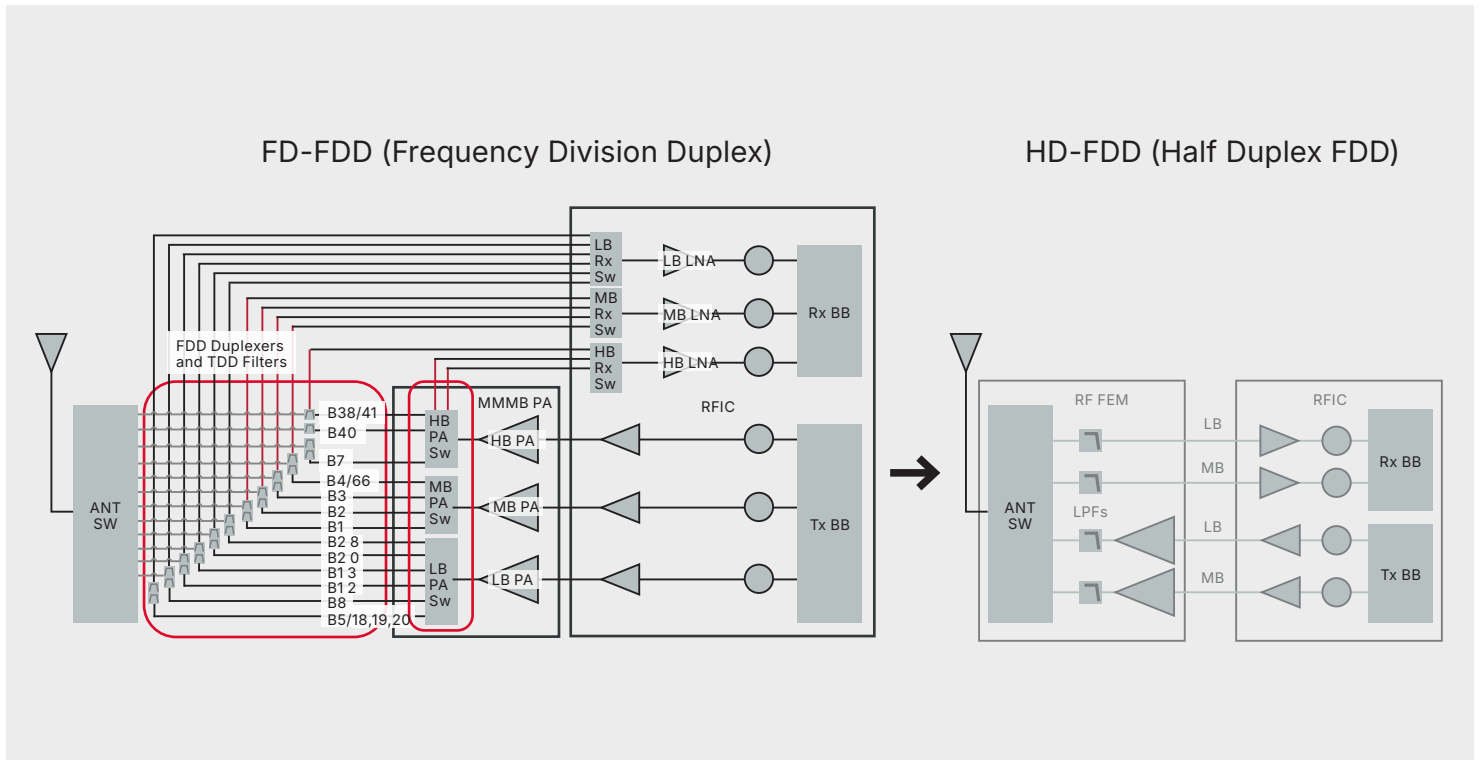 FD-FDD (Frequency Division Duplex)
HD-FDD (Half Duplex FDD)
LB
Rx
Sw
LB LNA
MB
Rx
Sw
MB LNA
Rx BB
HB
Rx
Sw
HB LNA
FDD Duplexers
and TDD Filters
MMMB PA
RFIC
B38/41
B40
B7
B4/66
B3
B2
B1
B2 8
B2 0
B1 3
B1 2
B8
B5/18,19,20
HB
PA
Sw
HB PA
MB
PA
Sw
MB PA
LB
PA
Sw
LB PA
ANT
SW
Tx BB
RF FEM
RFIC
LB
MB
LPFs
LB
MB
ANT
SW
Rx BB
Tx BB